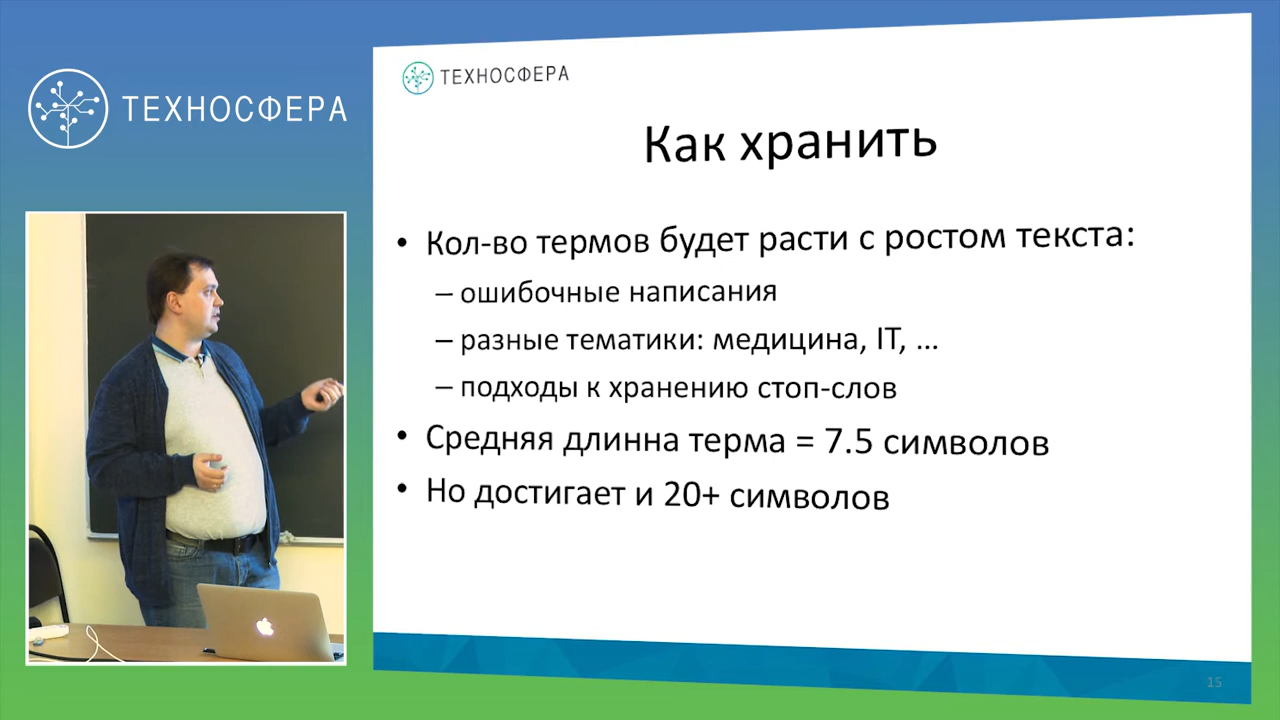 ТЕХНОСФЕРА
ТЕХНОСФЕРА
Как хранить
• Кол-во термов будет расти с ростом текста:
– ошибочные написания
– разные тематики: медицина, IT, ...
– подходы к хранению стоп-слов
• Средняя длинна терма = 7.5 символов
• Но достигает и 20+ символов
15